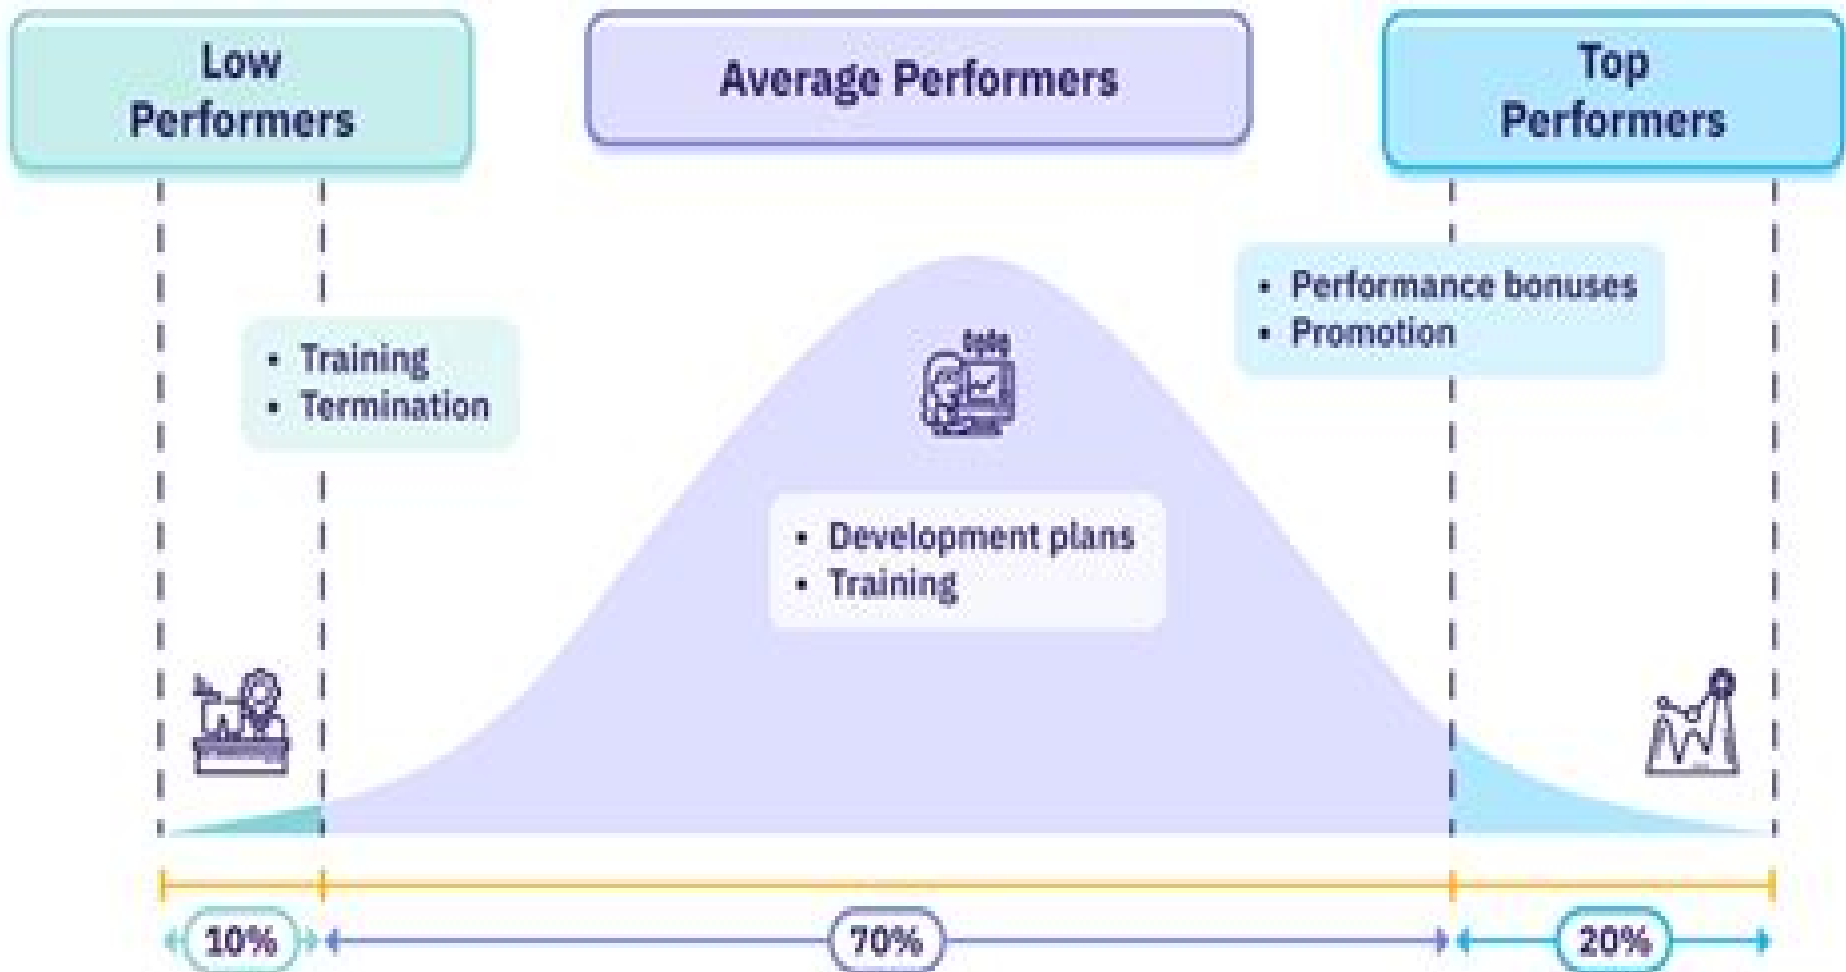 Low
Performers
Average Performers
Top
Performers
• Performance bonuses
• Promotion
• Training
• Termination
• Development plans
• Training
10%
70%
20%